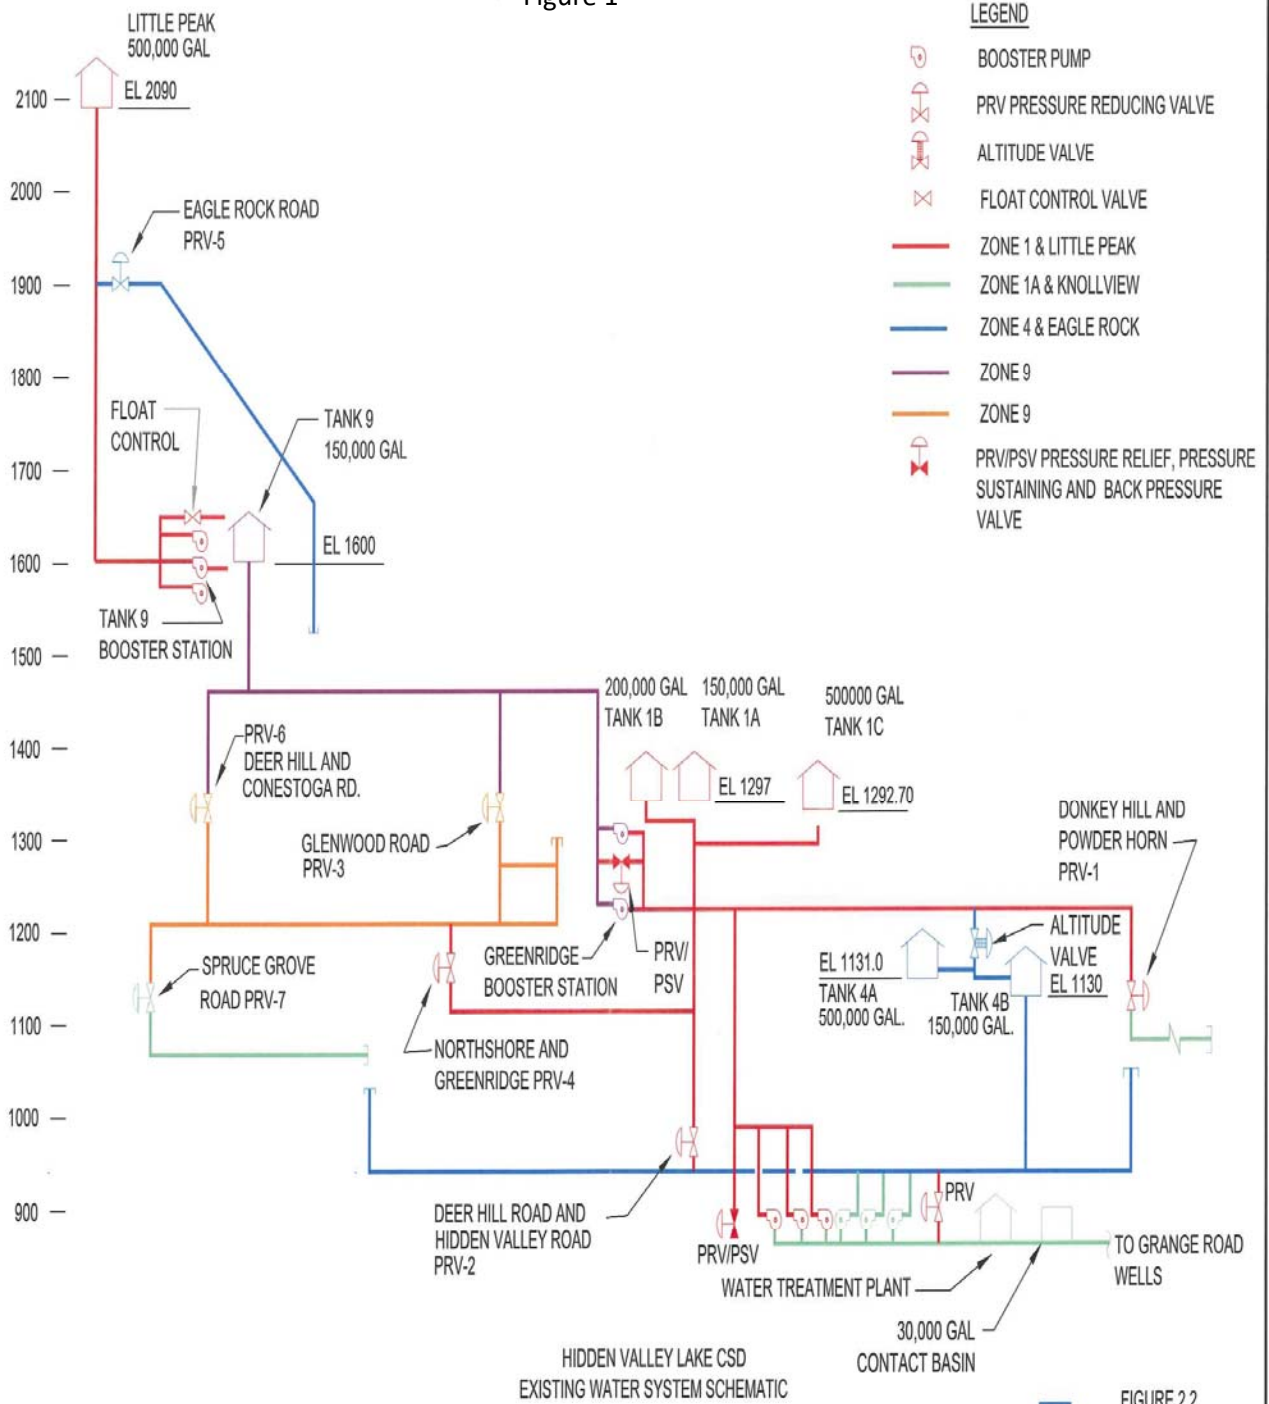 Figure 1
LITTLE PEAK
500,000 GAL
EL 2090
LEGEND
BOOSTER PUMP
PRV PRESSURE REDUCING VALVE
ALTITUDE VALVE
FLOAT CONTROL VALVE
ZONE 1 & LITTLE PEAK
ZONE 1A & KNOLLVIEW
ZONE 4 & EAGLE ROCK
ZONE 9
ZONE 9
PRV/PSV PRESSURE RELIEF, PRESSURE
SUSTAINING AND BACK PRESSURE
VALVE
2100
2000
1900
1800
1700
1600
1500
1400
1300
1200
1100
1000
900
EAGLE ROCK ROAD
PRV-5
FLOAT
CONTROL
TANK 9
150,000 GAL
EL 1600
TANK 9
BOOSTER STATION
200,000 GAL
TANK 1B
150,000 GAL
TANK 1A
500000 GAL
TANK 1C
EL 1297
EL 1292.70
PRV-6
DEER HILL AND
CONESTOGA RD.
GLENWOOD ROAD
PRV-3
DONKEY HILL AND
POWDER HORN
PRV-1
GREENRIDGE
BOOSTER STATION
PRV/
PSV
ALTITUDE
VALVE
EL 1131.0
TANK 4A
500,000 GAL.
TANK 4B
150,000 GAL.
EL 1130
SPRUCE GROVE
ROAD PRV-7
NORTHSHORE AND
GREENRIDGE PRV-4
DEER HILL ROAD AND
HIDDEN VALLEY ROAD
PRV-2
PRV/PSV
PRV
WATER TREATMENT PLANT
TO GRANGE ROAD
WELLS
30,000 GAL
CONTACT BASIN
HIDDEN VALLEY LAKE CSD
EXISTING WATER SYSTEM SCHEMATIC
FIGURE 2.2